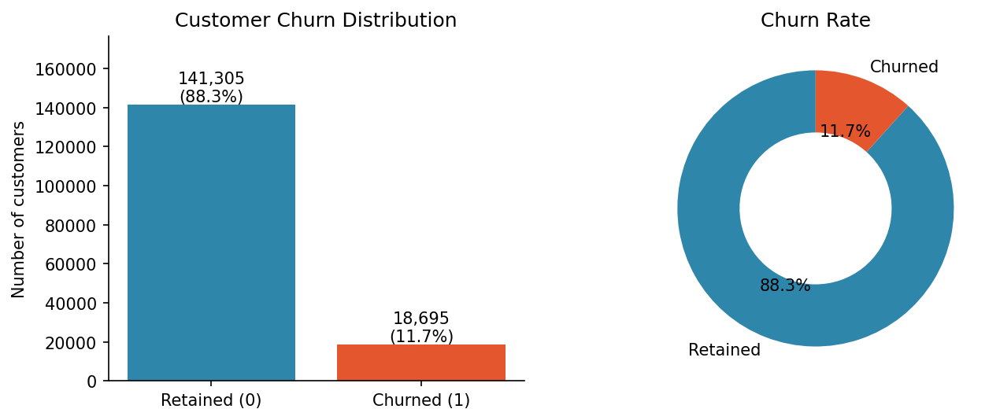 Customer Churn Distribution
Number of customers
160000
140000
120000
100000
80000
60000
40000
20000
0
141,305
(88.3%)
18,695
(11.7%)
Retained (0)
Churned (1)
Churn Rate
Churned
11.7%
88.3%
Retained